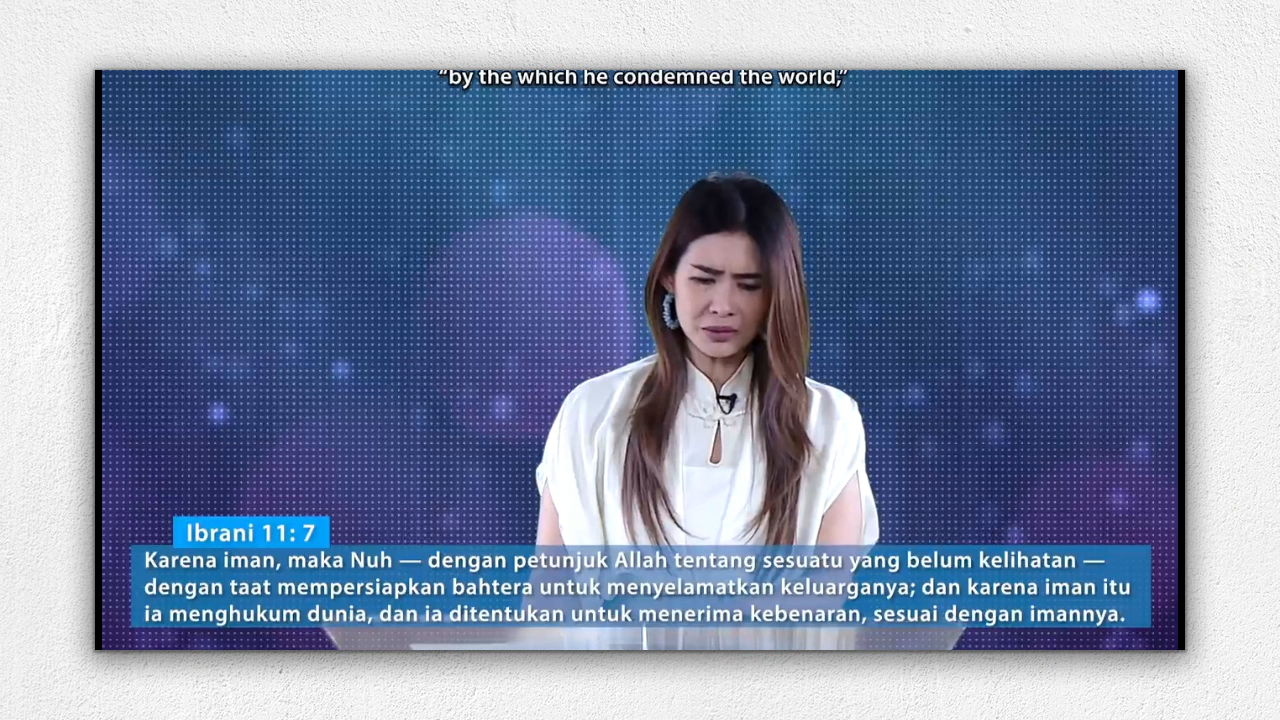 “by the which he condemned the world,”
Ibrani 11: 7
Karena iman, maka Nuh — dengan petunjuk Allah tentang sesuatu yang belum kelihatan —
dengan taat mempersiapkan bahtera untuk menyelamatkan keluarganya; dan karena iman itu
ia menghukum dunia, dan ia ditentukan untuk menerima kebenaran, sesuai dengan imannya.